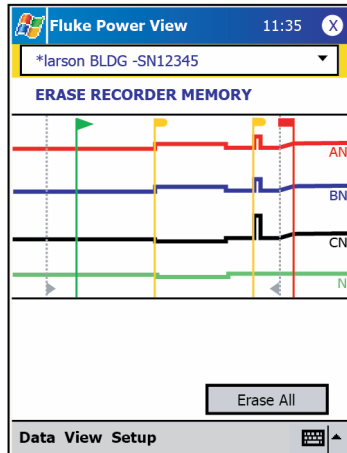 Fluke Power View 11:35 X
*larson BLDG -SN12345
ERASE RECORDER MEMORY
AN
BN
CN
N
Erase All
Data View Setup